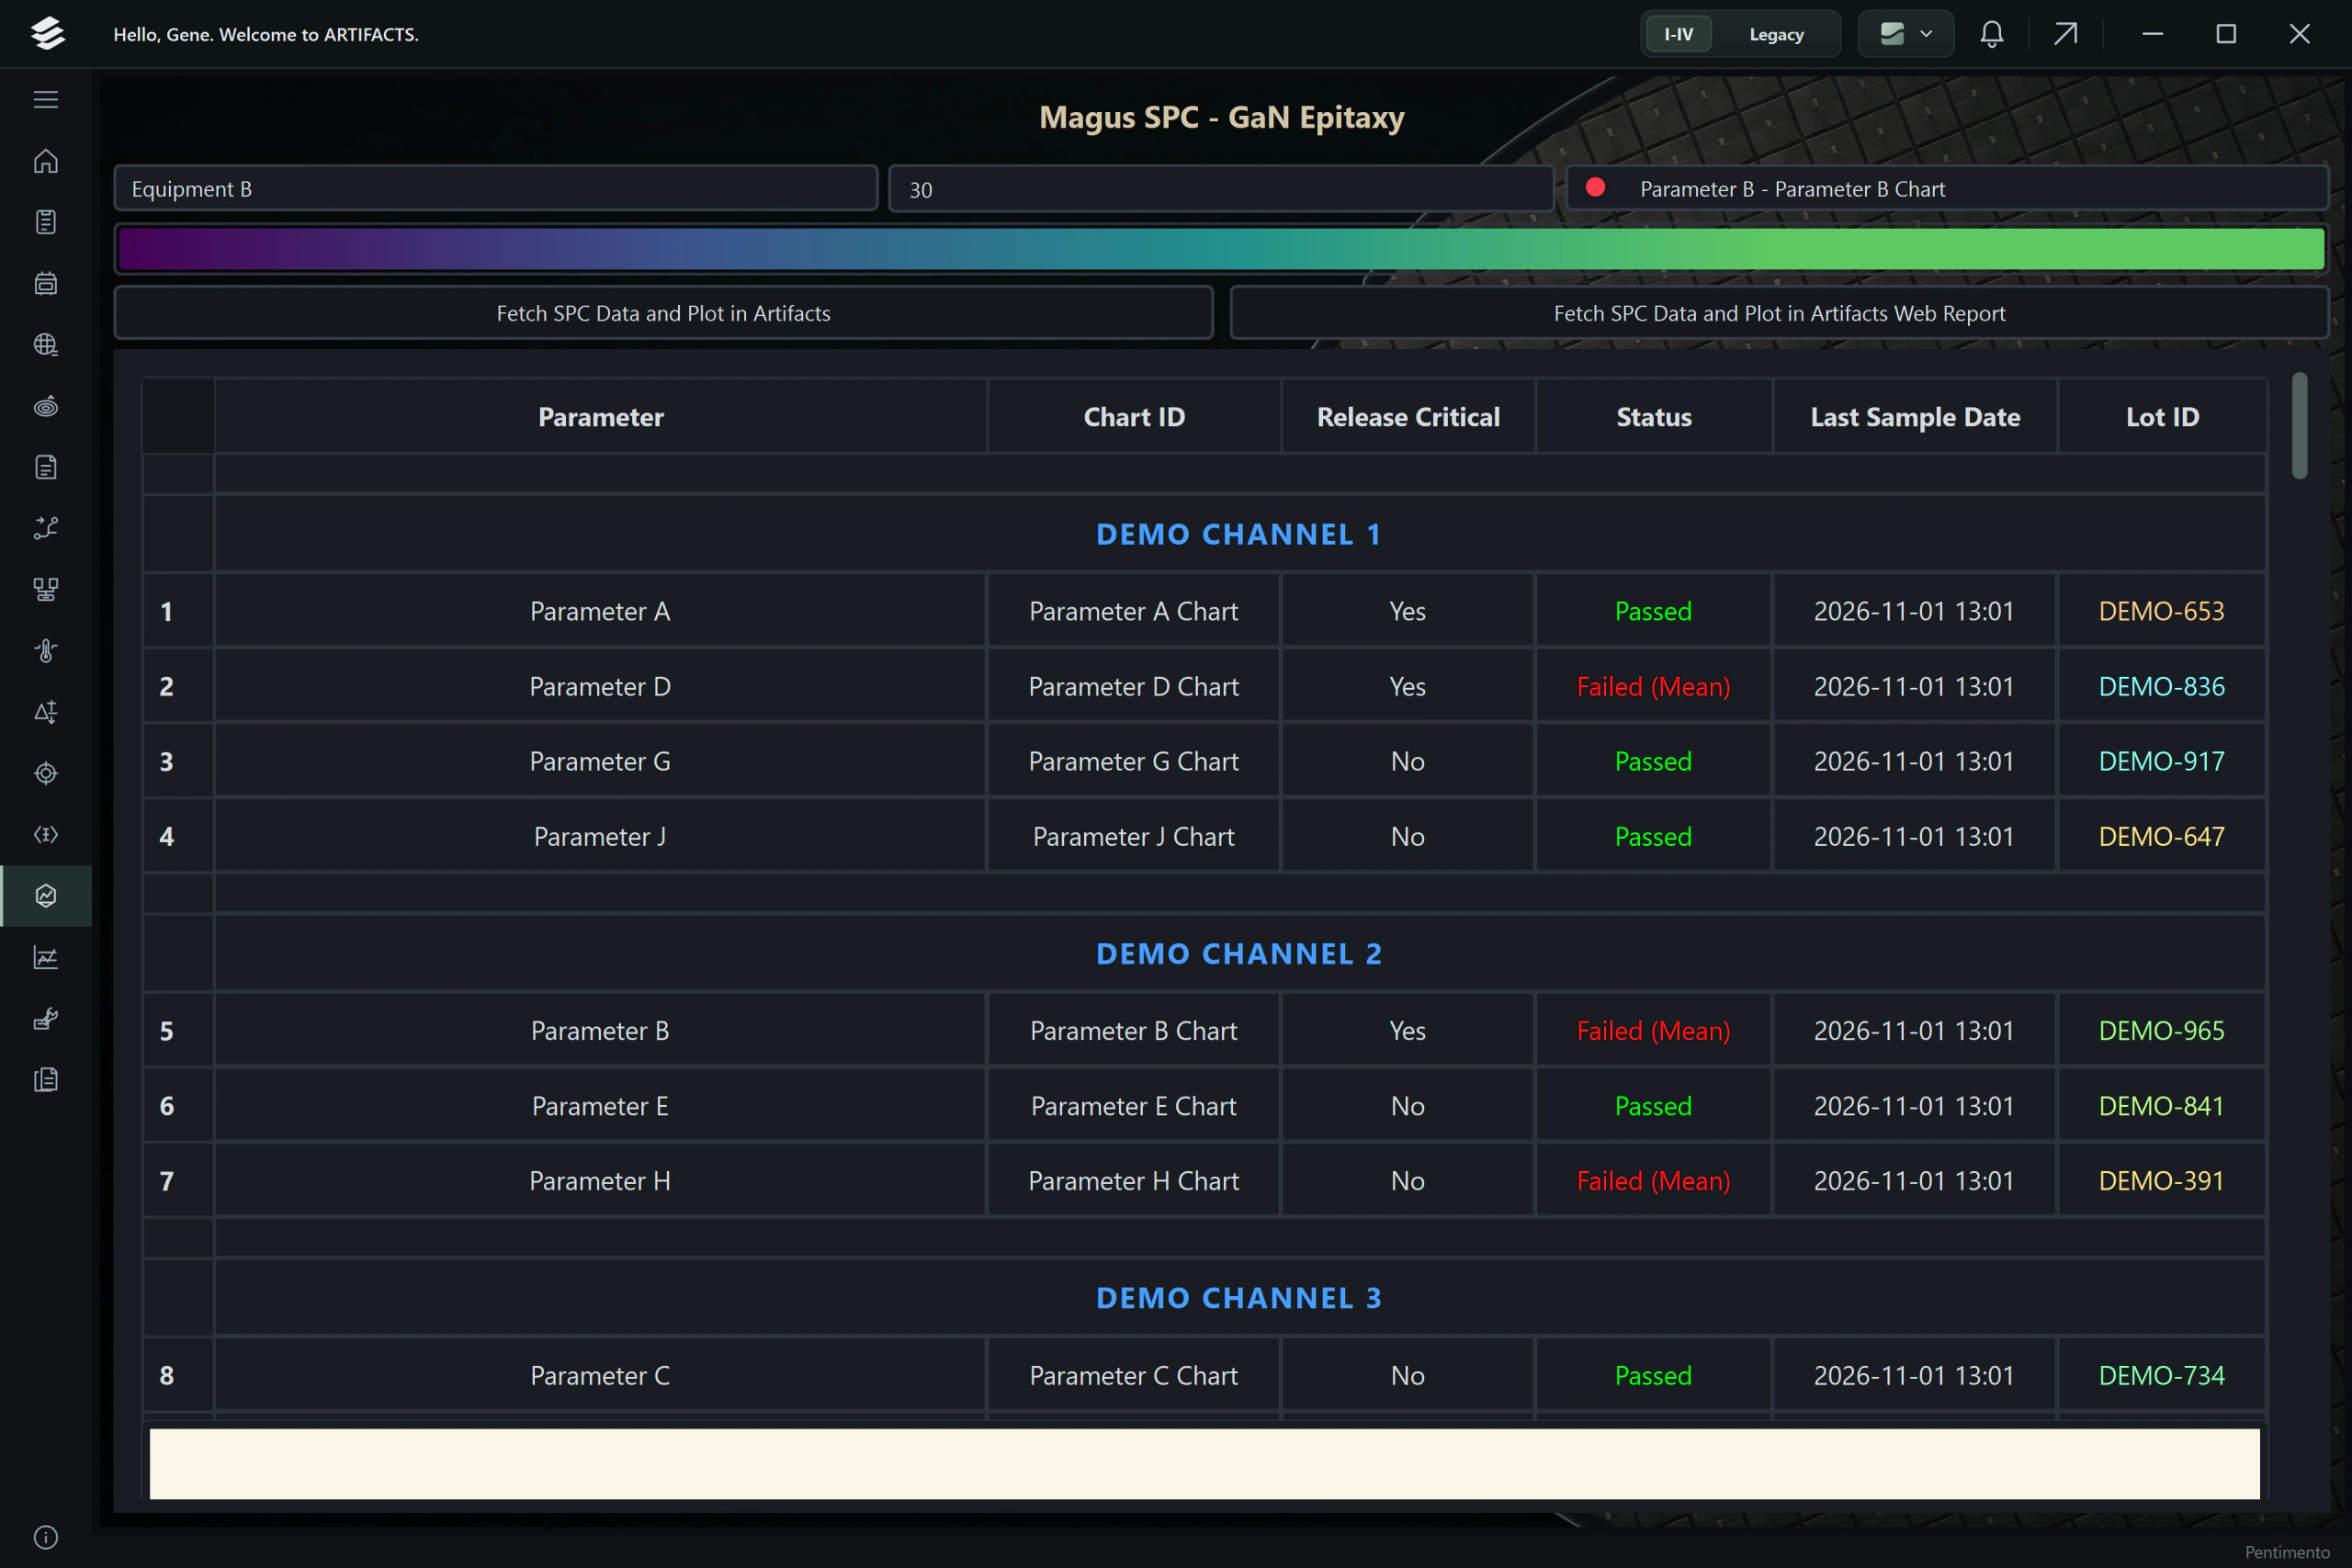 Hello, Gene. Welcome to ARTIFACTS.
I-IV
Legacy
Magus SPC - GaN Epitaxy
Equipment B
30
Parameter B - Parameter B Chart
Fetch SPC Data and Plot in Artifacts
Fetch SPC Data and Plot in Artifacts Web Report
Parameter Chart ID Release Critical Status Last Sample Date Lot ID
DEMO CHANNEL 1
1 Parameter A Parameter A Chart Yes Passed 2026-11-01 13:01 DEMO-653
2 Parameter D Parameter D Chart Yes Failed (Mean) 2026-11-01 13:01 DEMO-836
3 Parameter G Parameter G Chart No Passed 2026-11-01 13:01 DEMO-917
4 Parameter J Parameter J Chart No Passed 2026-11-01 13:01 DEMO-647
DEMO CHANNEL 2
5 Parameter B Parameter B Chart Yes Failed (Mean) 2026-11-01 13:01 DEMO-965
6 Parameter E Parameter E Chart No Passed 2026-11-01 13:01 DEMO-841
7 Parameter H Parameter H Chart No Failed (Mean) 2026-11-01 13:01 DEMO-391
DEMO CHANNEL 3
8 Parameter C Parameter C Chart No Passed 2026-11-01 13:01 DEMO-734
Pentimento